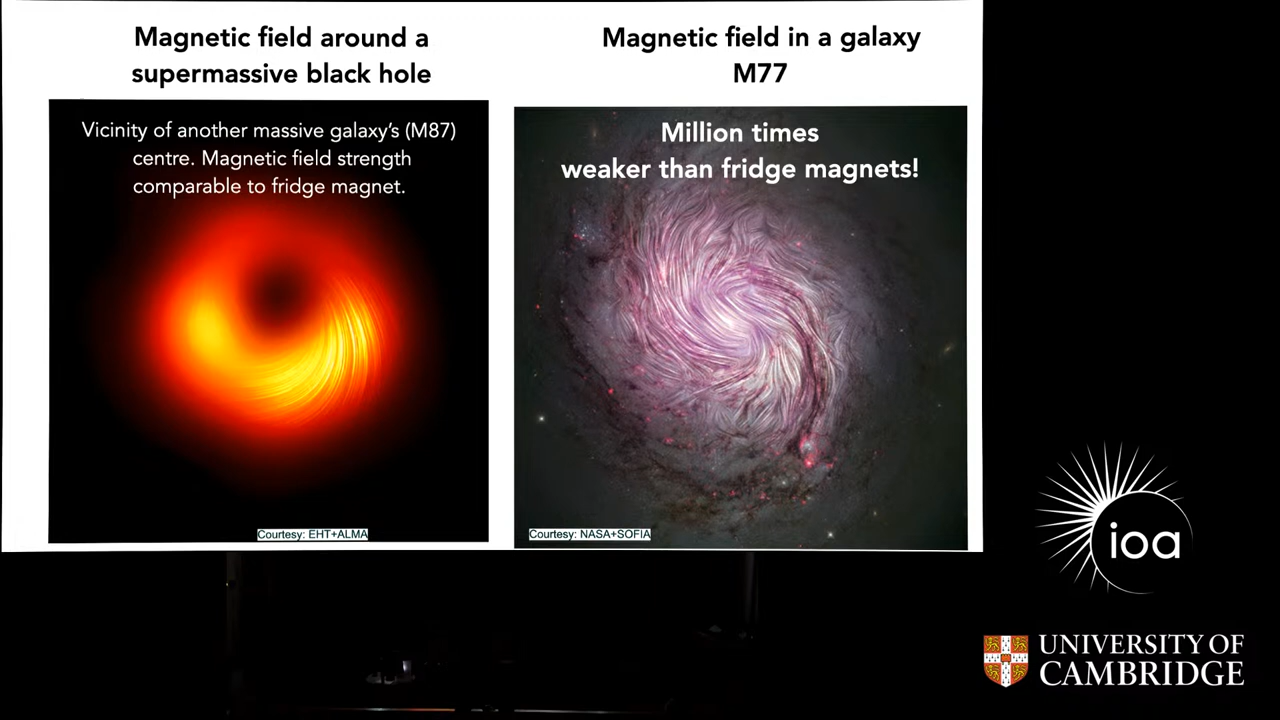 Magnetic field around a
supermassive black hole
Vicinity of another massive galaxy's (M87)
centre. Magnetic field strength
comparable to fridge magnet.
Courtesy: EHT+ALMA
Magnetic field in a galaxy
M77
Million times
weaker than fridge magnets!
Courtesy: NASA+SOFIA
ioa
UNIVERSITY OF
CAMBRIDGE